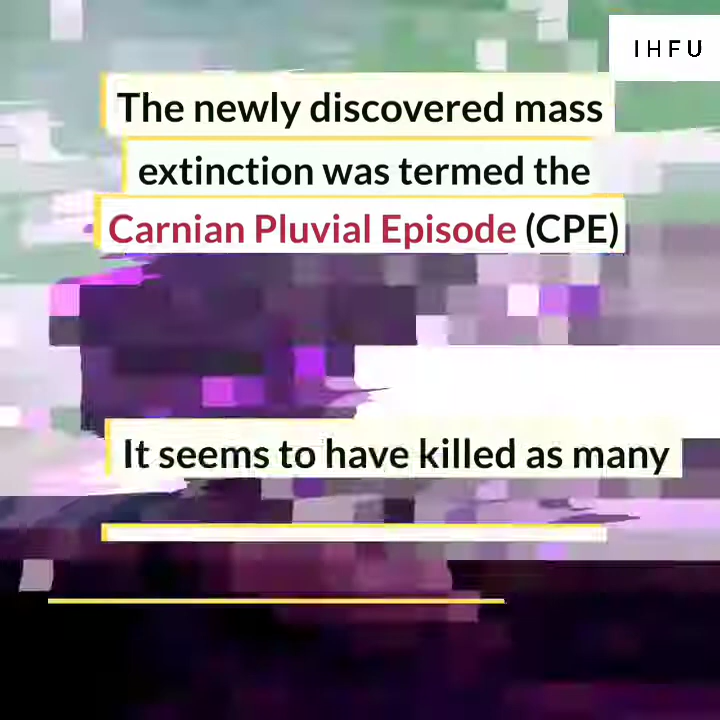 IHFU
The newly discovered mass
extinction was termed the
Carnian Pluvial Episode (CPE)
It seems to have killed as many